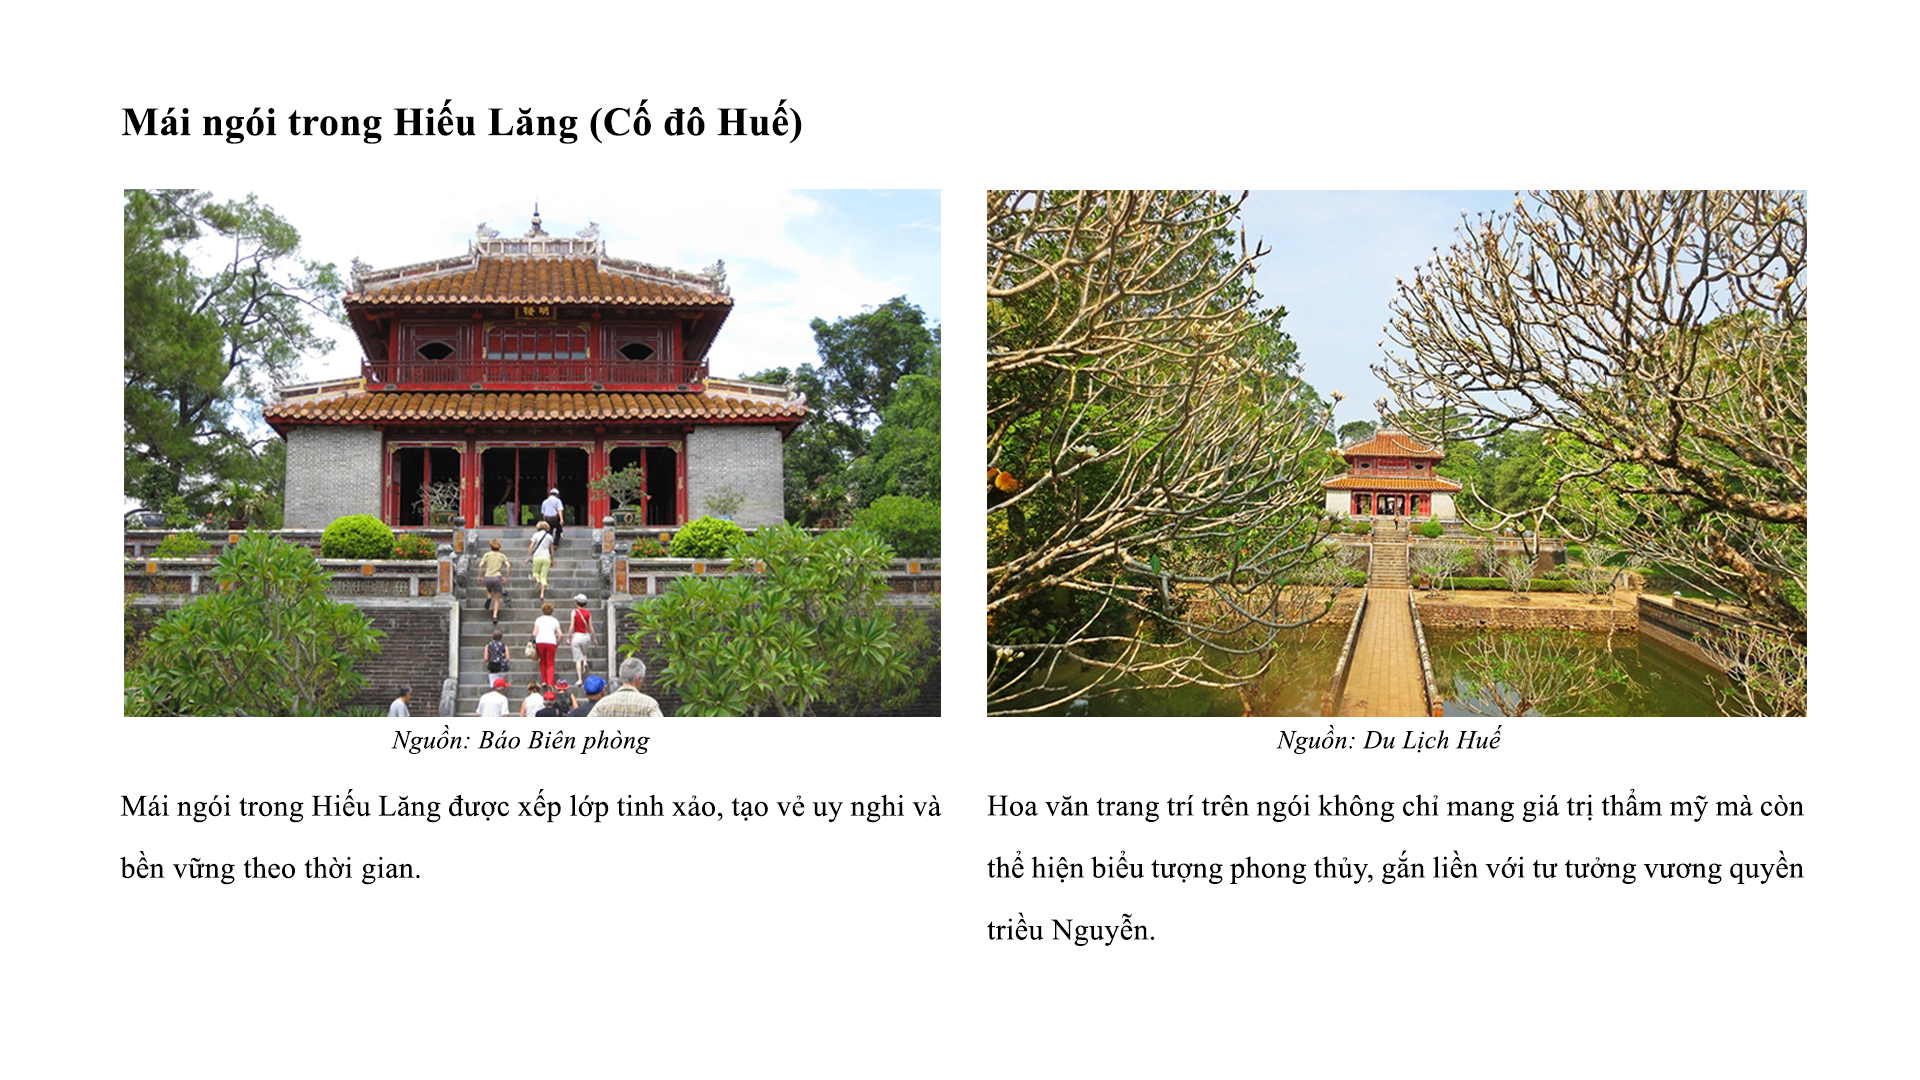 Mái ngói trong Hiếu Lăng (Cố đô Huế)
明樓
Nguồn: Báo Biên phòng
Nguồn: Du Lịch Huế
Mái ngói trong Hiếu Lăng được xếp lớp tinh xảo, tạo vẻ uy nghi và
bền vững theo thời gian.
Hoa văn trang trí trên ngói không chỉ mang giá trị thẩm mỹ mà còn
thể hiện biểu tượng phong thủy, gắn liền với tư tưởng vương quyền
triều Nguyễn.